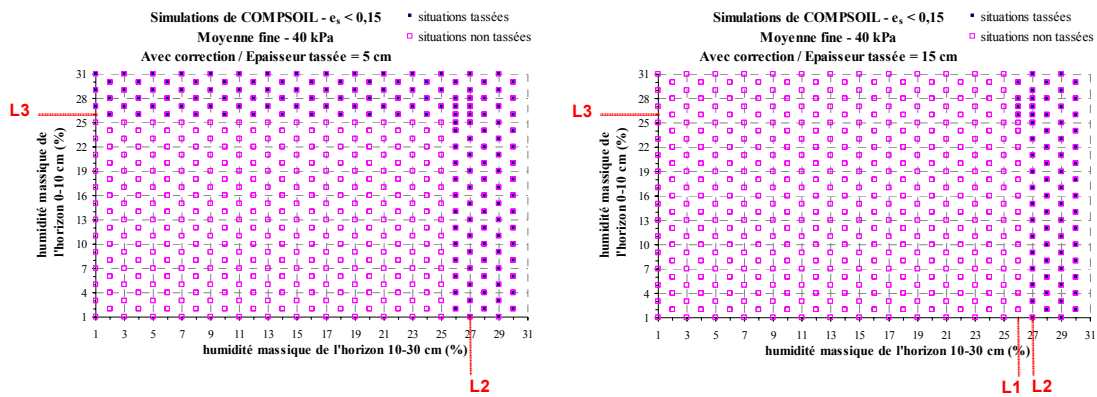 Simulations de COMPSOIL - es < 0,15
Moyenne fine - 40 kPa
Avec correction / Epaisseur tassée = 5 cm
situations tassées
situations non tassées
L3
humidité massique de
l'horizon 0-10 cm (%)
31
28
25
22
19
16
13
10
7
4
1
1 3 5 7 9 11 13 15 17 19 21 23 25 27 29 31
humidité massique de l'horizon 10-30 cm (%)
L2
Simulations de COMPSOIL - es < 0,15
Moyenne fine - 40 kPa
Avec correction / Epaisseur tassée = 15 cm
situations tassées
situations non tassées
L3
humidité massique de
l'horizon 0-10 cm (%)
31
28
25
22
19
16
13
10
7
4
1
1 3 5 7 9 11 13 15 17 19 21 23 25 27 29 31
humidité massique de l'horizon 10-30 cm (%)
L1 L2